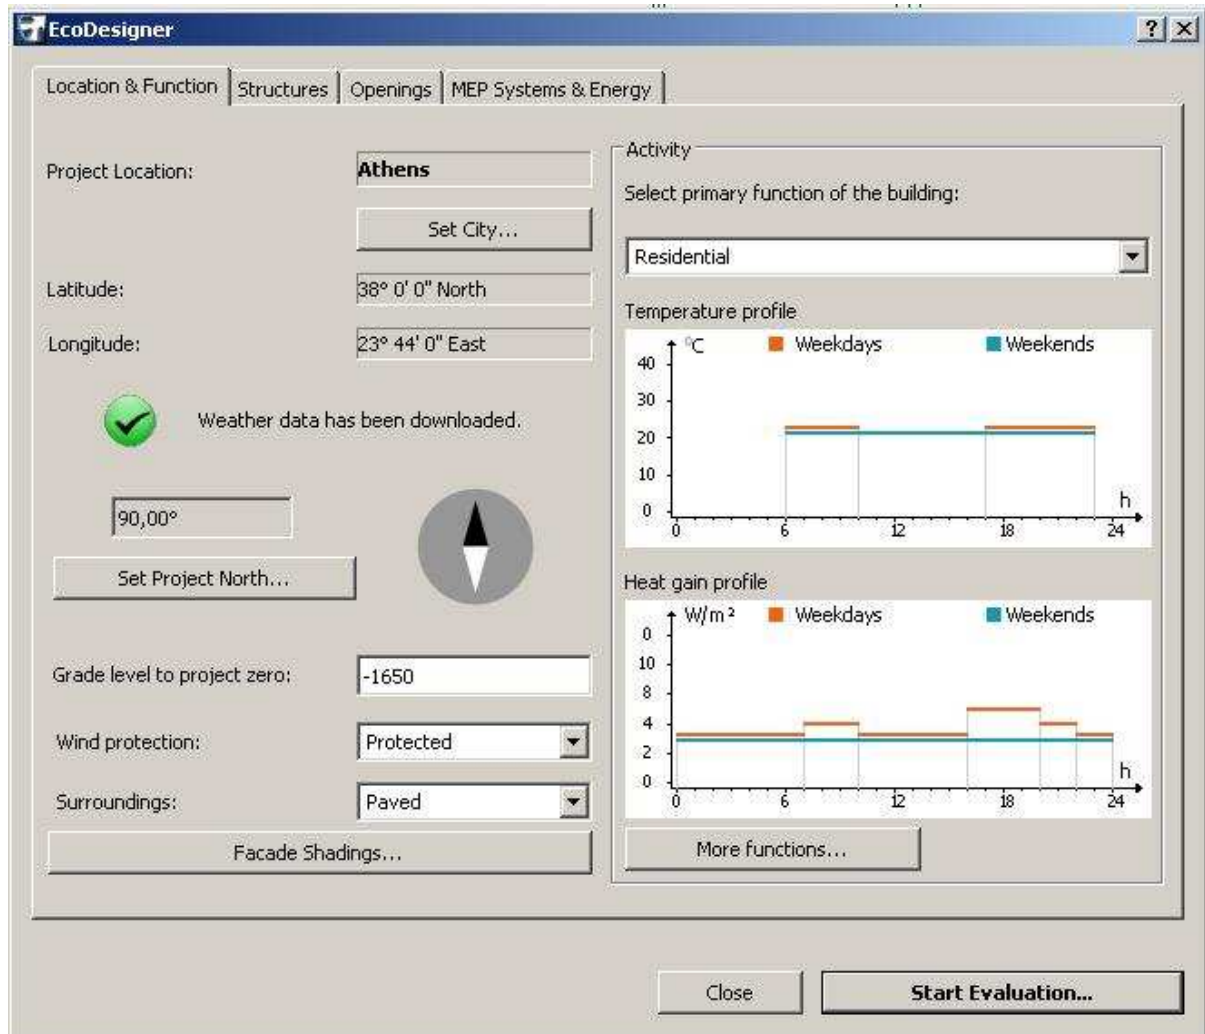 EcoDesigner
Location & Function Structures Openings MEP Systems & Energy
Project Location:
Athens
Set City...
Latitude:
38° 0' 0" North
Longitude:
23° 44' 0" East
Weather data has been downloaded.
90,00°
Set Project North...
Grade level to project zero:
-1650
Wind protection:
Protected
Surroundings:
Paved
Facade Shadings...
Activity
Select primary function of the building:
Residential
Temperature profile
°C Weekdays Weekends
40
30
20
10
0
h
0 6 12 18 24
Heat gain profile
W/m² Weekdays Weekends
0
10
8
4
2
0
h
0 6 12 18 24
More functions...
Close
Start Evaluation...